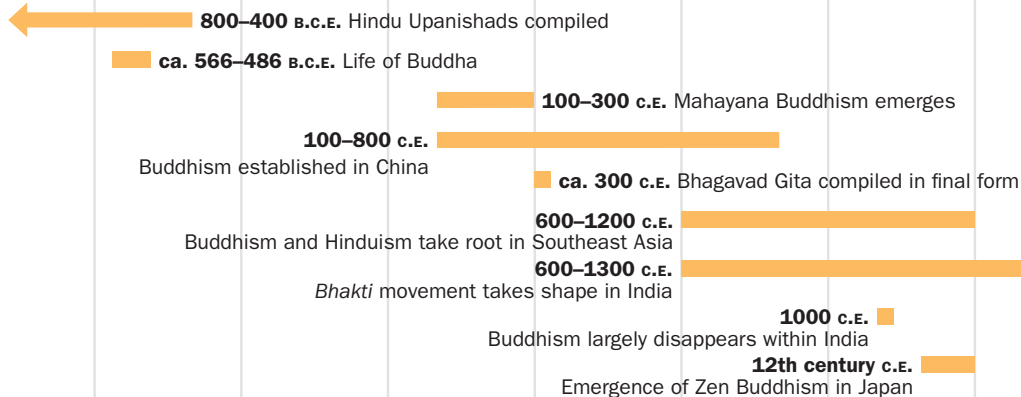 800–400 B.C.E. Hindu Upanishads compiled
ca. 566–486 B.C.E. Life of Buddha
100–300 C.E. Mahayana Buddhism emerges
100–800 C.E.
Buddhism established in China
ca. 300 C.E. Bhagavad Gita compiled in final form
600–1200 C.E.
Buddhism and Hinduism take root in Southeast Asia
600–1300 C.E.
Bhakti movement takes shape in India
1000 C.E.
Buddhism largely disappears within India
12th century C.E.
Emergence of Zen Buddhism in Japan